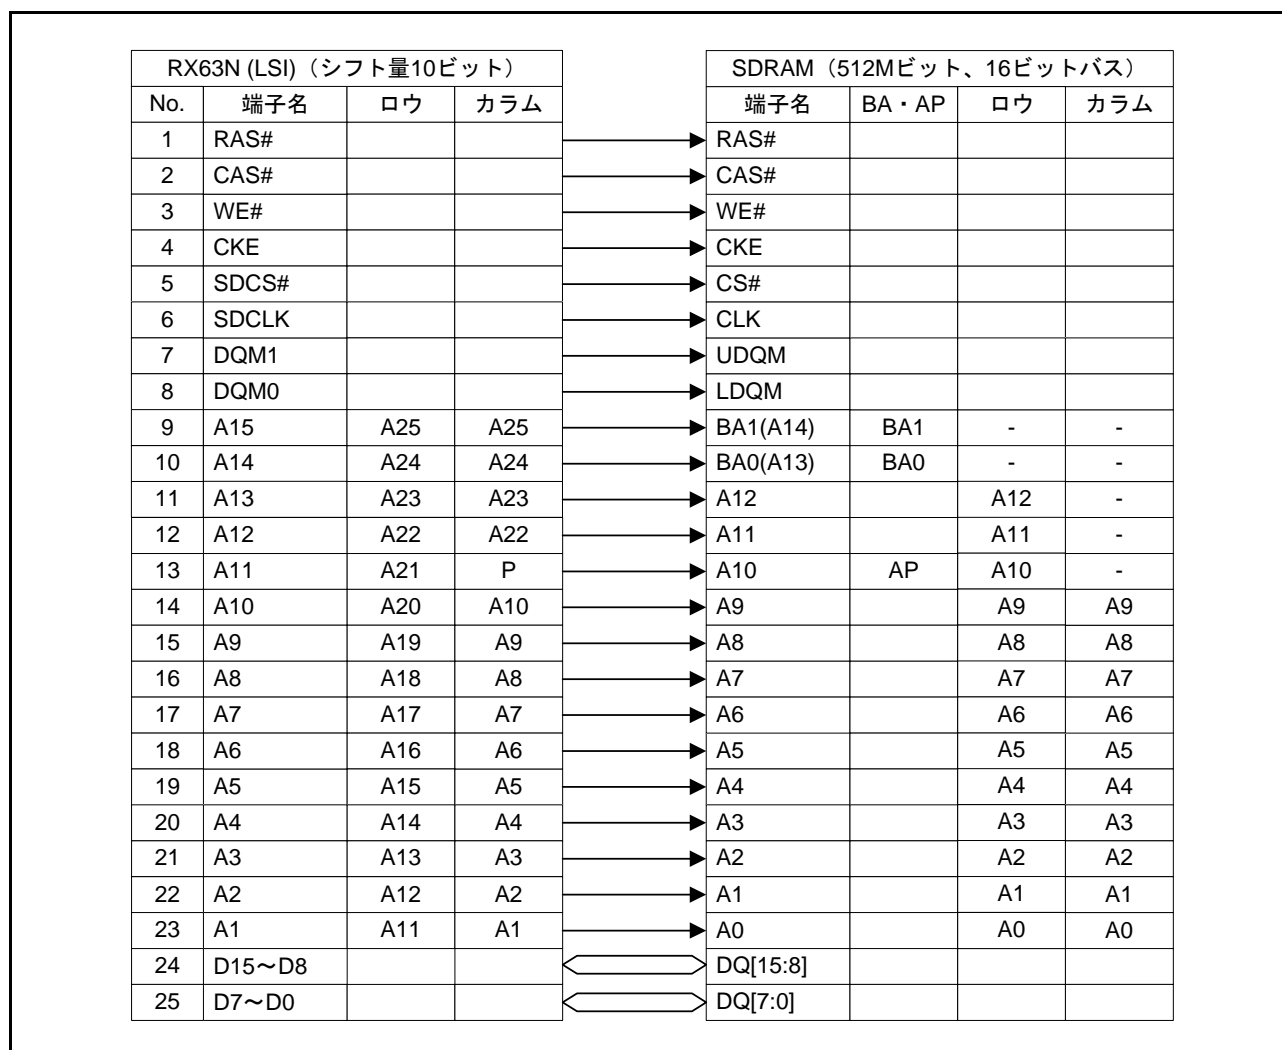 RX63N (LSI)（シフト量10ビット） SDRAM（512Mビット、16ビットバス）
No. 端子名 ロウ カラム 端子名 BA・AP ロウ カラム
1 RAS# RAS#
2 CAS# CAS#
3 WE# WE#
4 CKE CKE
5 SDCS# CS#
6 SDCLK CLK
7 DQM1 UDQM
8 DQM0 LDQM
9 A15 A25 A25 BA1(A14) BA1 - -
10 A14 A24 A24 BA0(A13) BA0 - -
11 A13 A23 A23 A12 A12 -
12 A12 A22 A22 A11 A11 -
13 A11 A21 P A10 AP A10 -
14 A10 A20 A10 A9 A9 A9
15 A9 A19 A9 A8 A8 A8
16 A8 A18 A8 A7 A7 A7
17 A7 A17 A7 A6 A6 A6
18 A6 A16 A6 A5 A5 A5
19 A5 A15 A5 A4 A4 A4
20 A4 A14 A4 A3 A3 A3
21 A3 A13 A3 A2 A2 A2
22 A2 A12 A2 A1 A1 A1
23 A1 A11 A1 A0 A0 A0
24 D15～D8 DQ[15:8]
25 D7～D0 DQ[7:0]